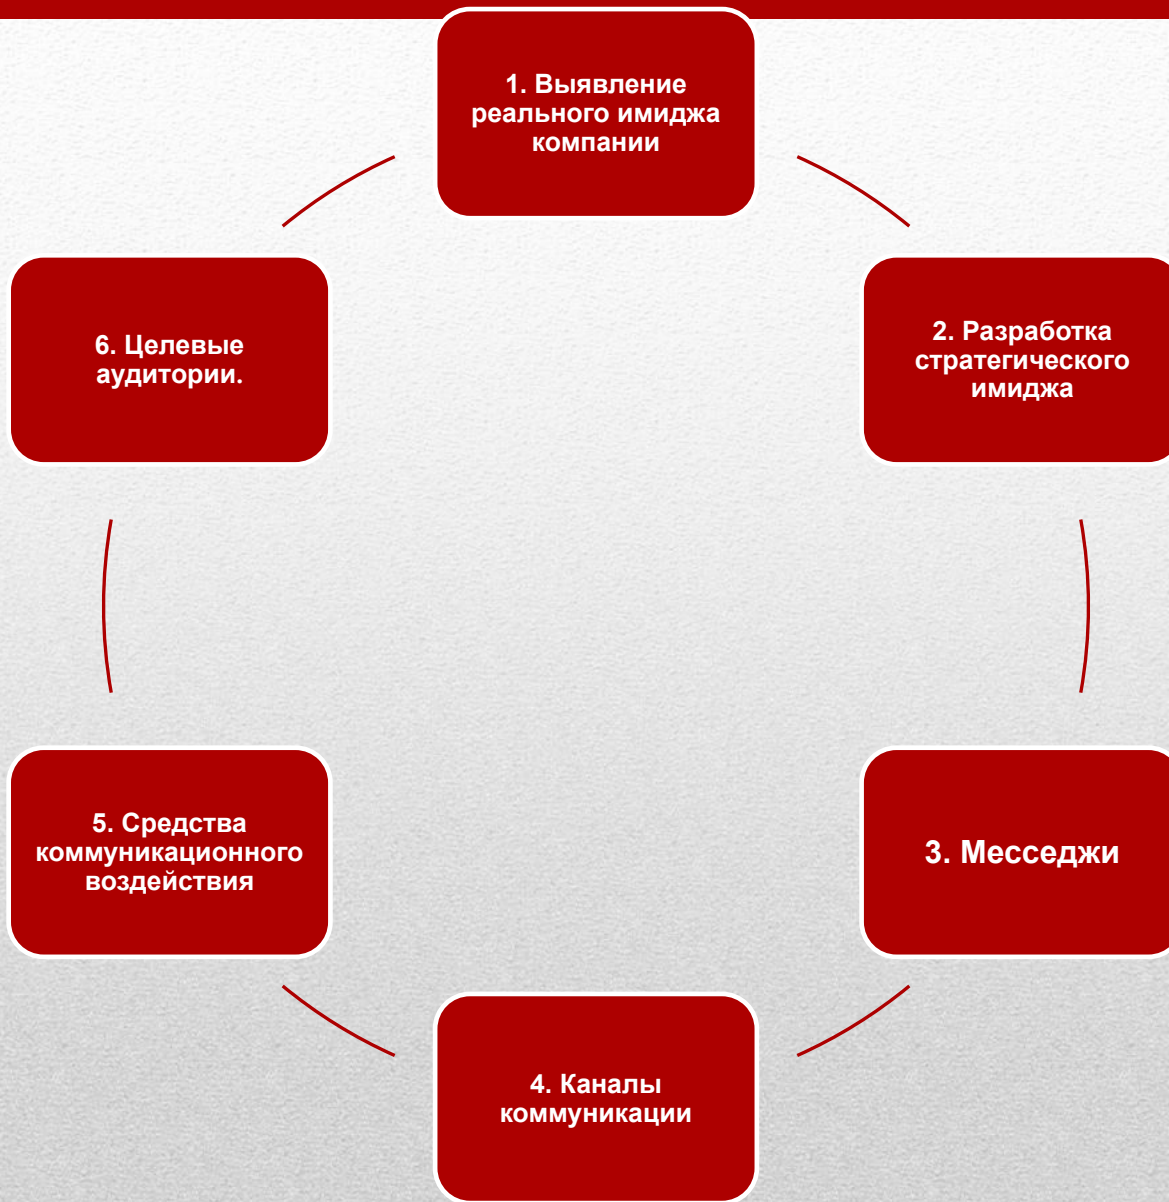 1. Выявление
реального имиджа
компании
2. Разработка
стратегического
имиджа
3. Месседжи
4. Каналы
коммуникации
5. Средства
коммуникационного
воздействия
6. Целевые
аудитории.